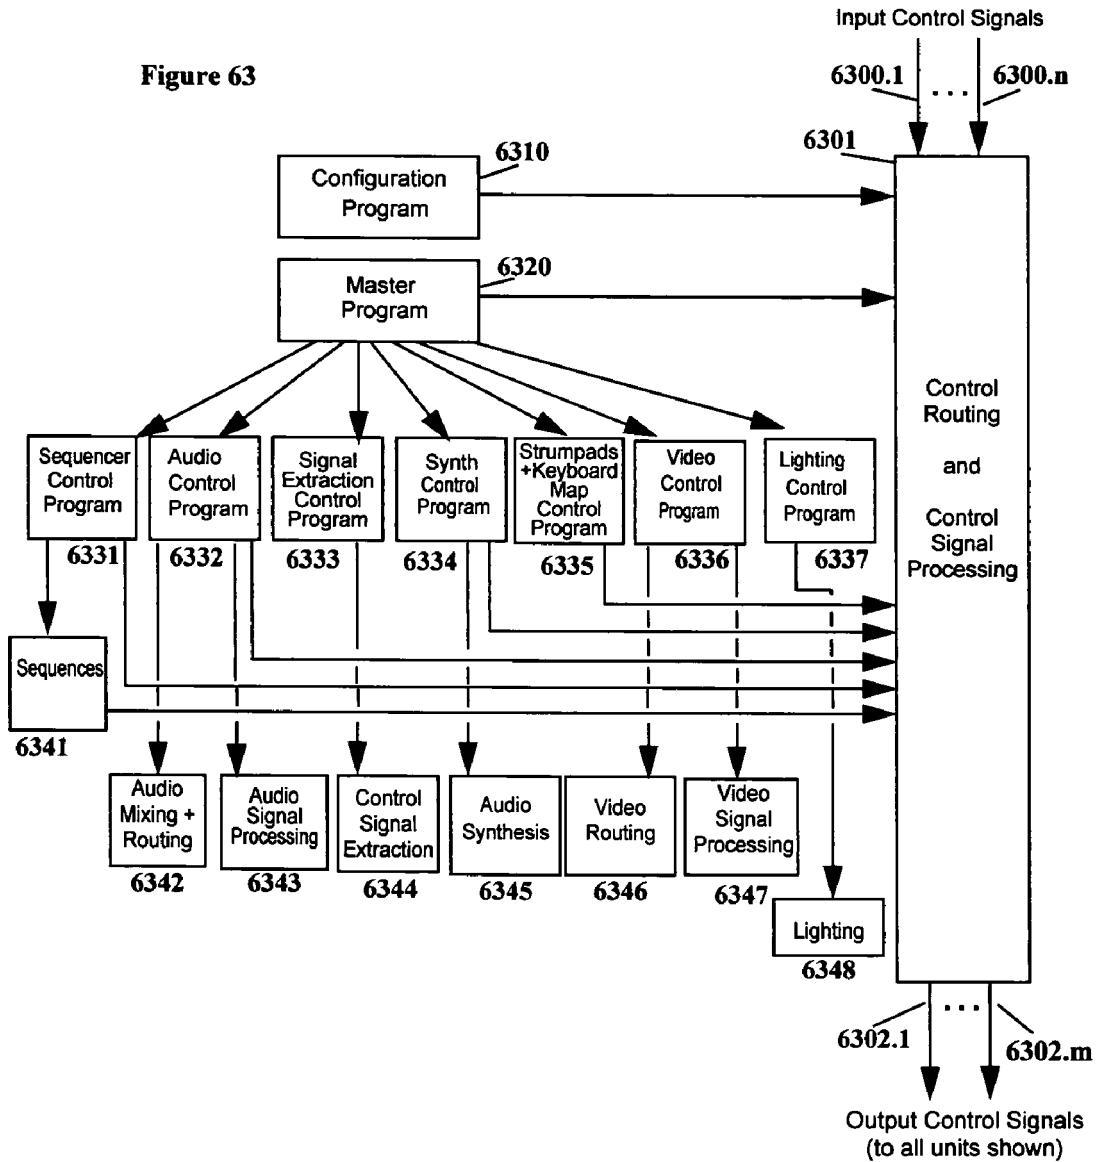 Input Control Signals
Figure 63
6300.1
. . .
6300.n
6301
6310
Configuration
Program
6320
Master
Program
Control
Routing
and
Control
Signal
Processing
Sequencer
Control
Program
6331
Audio
Control
Program
6332
Signal
Extraction
Control
Program
6333
Synth
Control
Program
6334
Strumpads
+Keyboard
Map
Control
Program
6335
Video
Control
Program
6336
Lighting
Control
Program
6337
Sequences
6341
Audio
Mixing +
Routing
6342
Audio
Signal
Processing
6343
Control
Signal
Extraction
6344
Audio
Synthesis
6345
Video
Routing
6346
Video
Signal
Processing
6347
Lighting
6348
6302.1
. . .
6302.m
Output Control Signals
(to all units shown)